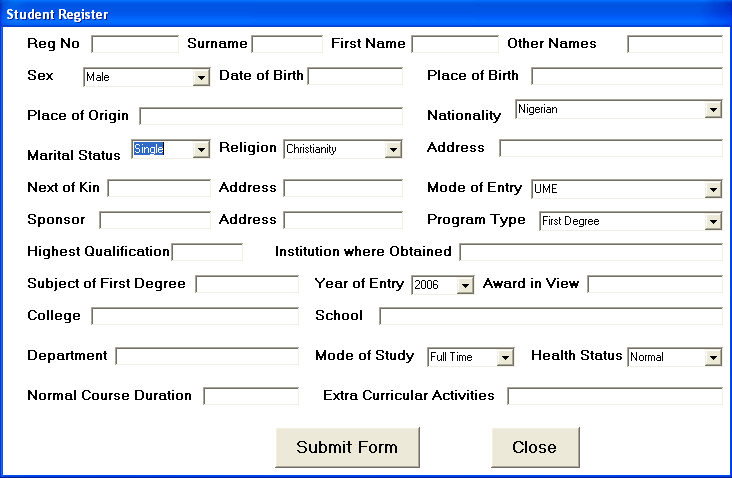 Student Register
Reg No Surname First Name Other Names
Sex Male Date of Birth Place of Birth
Place of Origin Nationality Nigerian
Marital Status Single Religion Christianity Address
Next of Kin Address Mode of Entry UME
Sponsor Address Program Type First Degree
Highest Qualification Institution where Obtained
Subject of First Degree Year of Entry 2006 Award in View
College School
Department Mode of Study Full Time Health Status Normal
Normal Course Duration Extra Curricular Activities
Submit Form Close